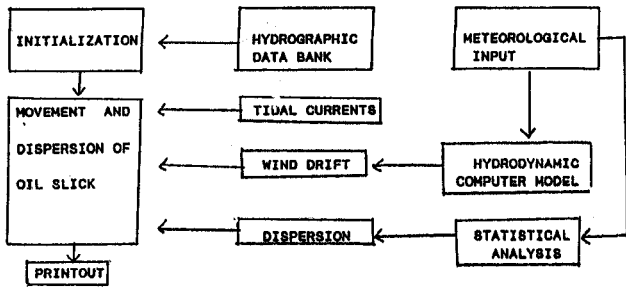 INITIALIZATION
HYDROGRAPHIC
DATA BANK
METEOROLOGICAL
INPUT
MOVEMENT AND
DISPERSION OF
OIL SLICK
TIDAL CURRENTS
WIND DRIFT
HYDRODYNAMIC
COMPUTER MODEL
DISPERSION
STATISTICAL
ANALYSIS
PRINTOUT